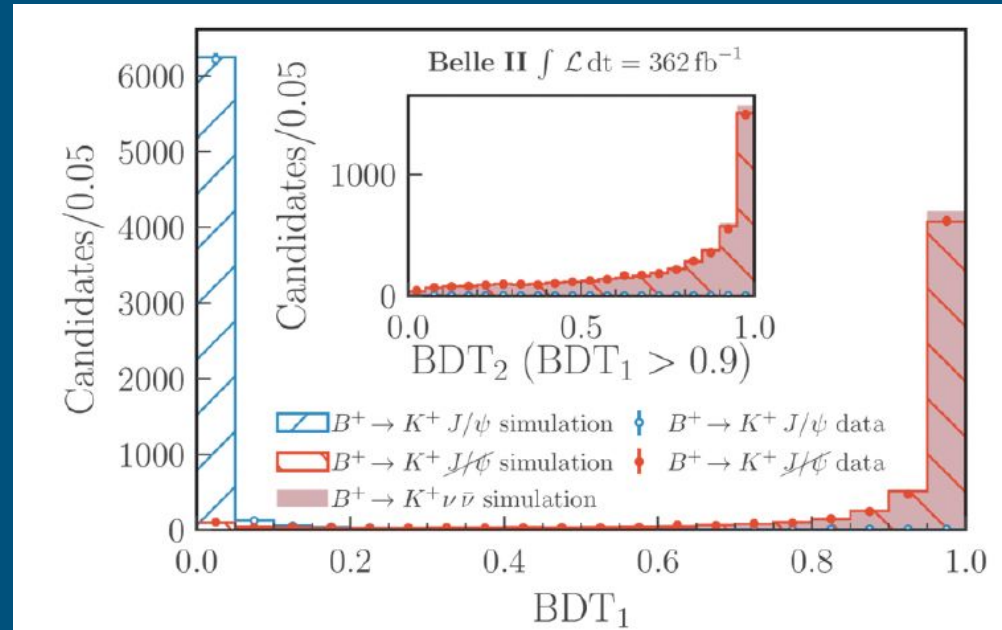 Belle II ∫ ℒ dt = 362 fb⁻¹
Candidates/0.05
6000
5000
4000
3000
2000
1000
0
Candidates/0.05
1000
0
0.0 0.5 1.0
BDT₂ (BDT₁ > 0.9)
B⁺ → K⁺ J/ψ simulation
B⁺ → K⁺ J/ψ data
B⁺ → K⁺ J/ψ simulation
B⁺ → K⁺ J/ψ data
B⁺ → K⁺ ν ν̄ simulation
0.0 0.2 0.4 0.6 0.8 1.0
BDT₁